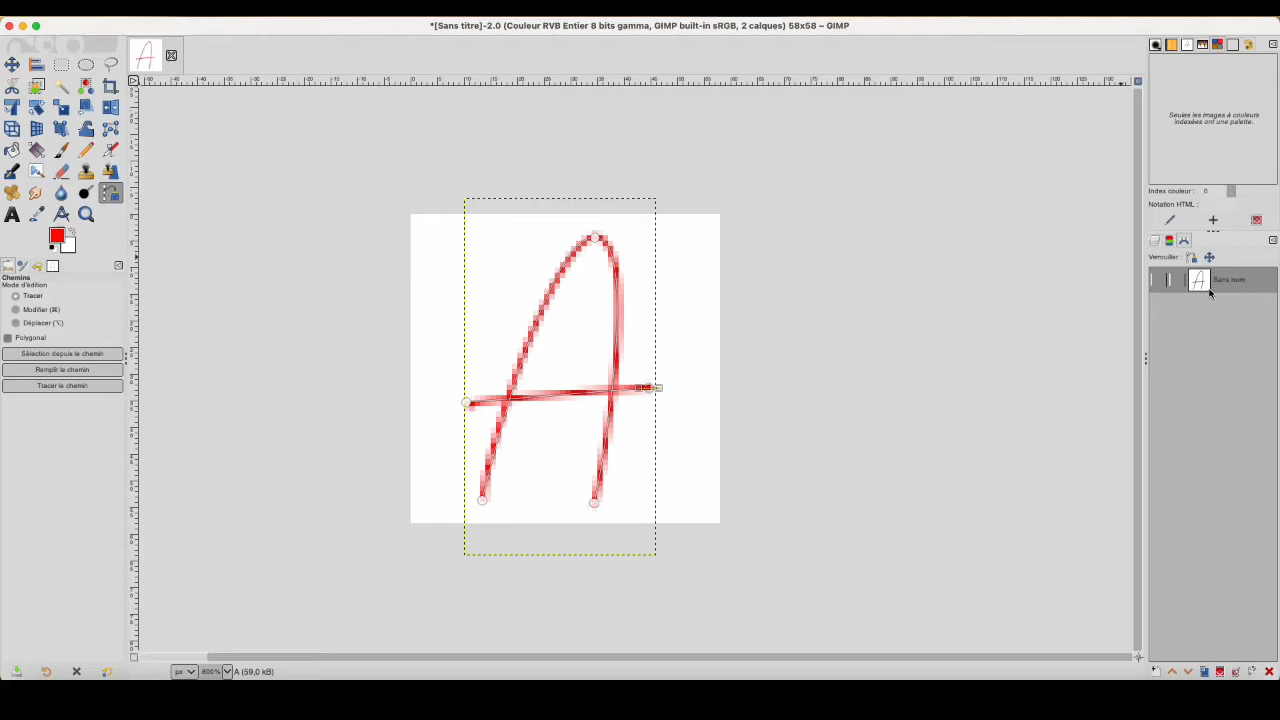 *[Sans titre]-2.0 (Couleur RVB Entier 8 bits gamma, GIMP built-in sRGB, 2 calques) 58x58 – GIMP
Seules les images à couleurs
indexées ont une palette.
Index couleur : 0
Notation HTML :
Verrouiller :
Sans nom
Chemins
Mode d'édition
Tracer
Modifier (⌘)
Déplacer (⌥)
Polygonal
Sélection depuis le chemin
Remplir le chemin
Tracer le chemin
A
px 800% A (59,0 kB)